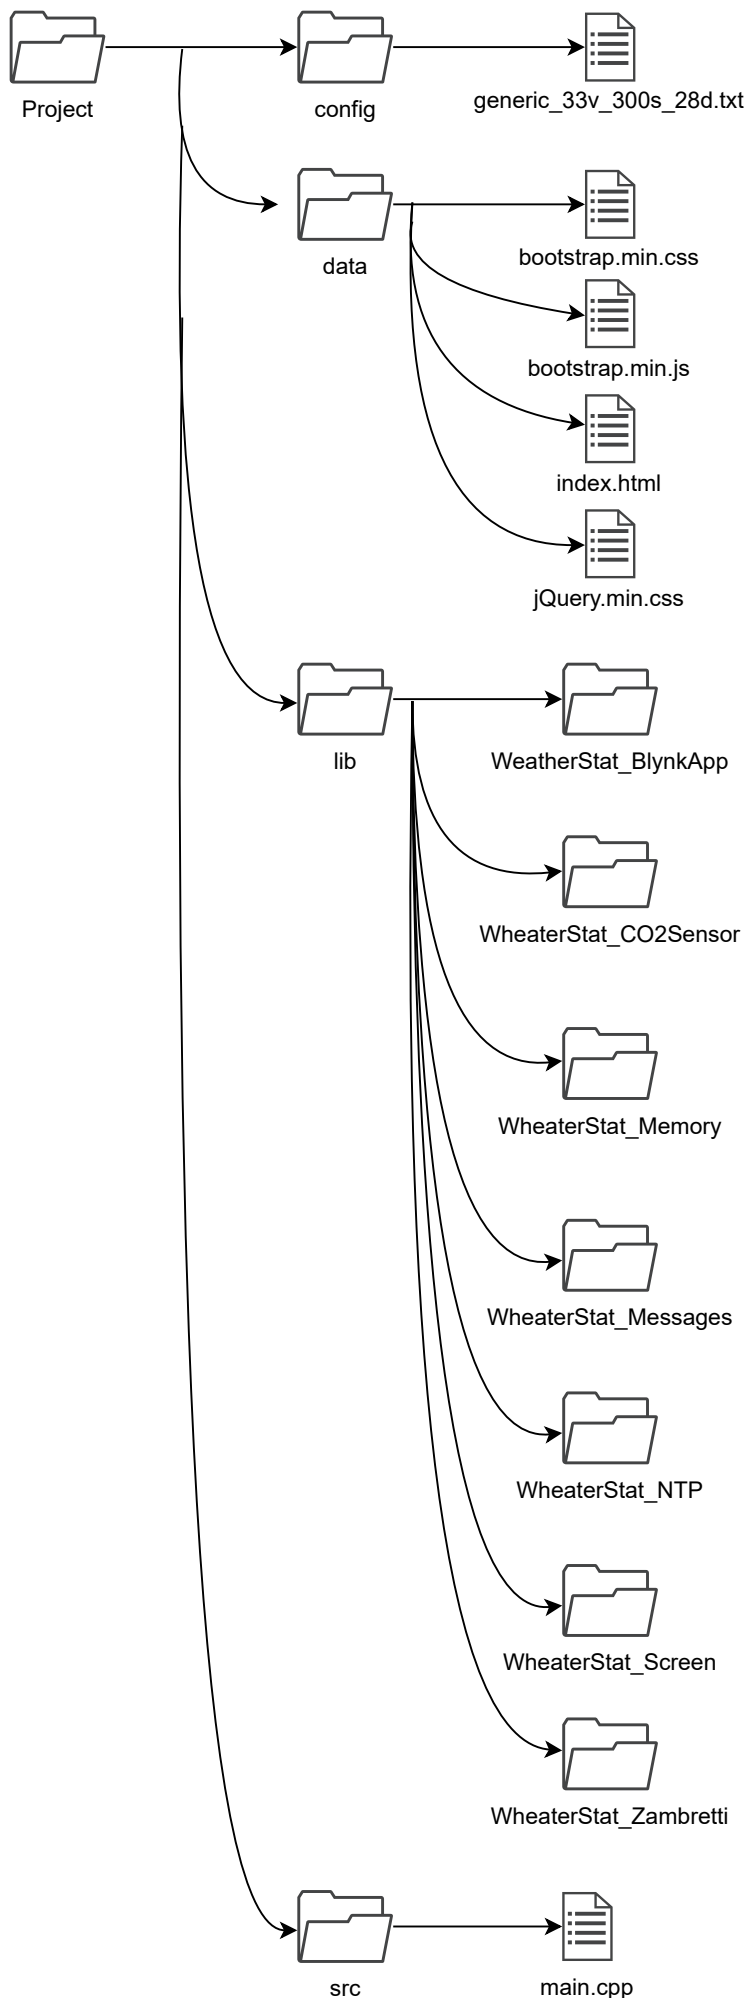 Project
config
generic_33v_300s_28d.txt
data
bootstrap.min.css
bootstrap.min.js
index.html
jQuery.min.css
lib
WeatherStat_BlynkApp
WheaterStat_CO2Sensor
WheaterStat_Memory
WheaterStat_Messages
WheaterStat_NTP
WheaterStat_Screen
WheaterStat_Zambretti
src
main.cpp